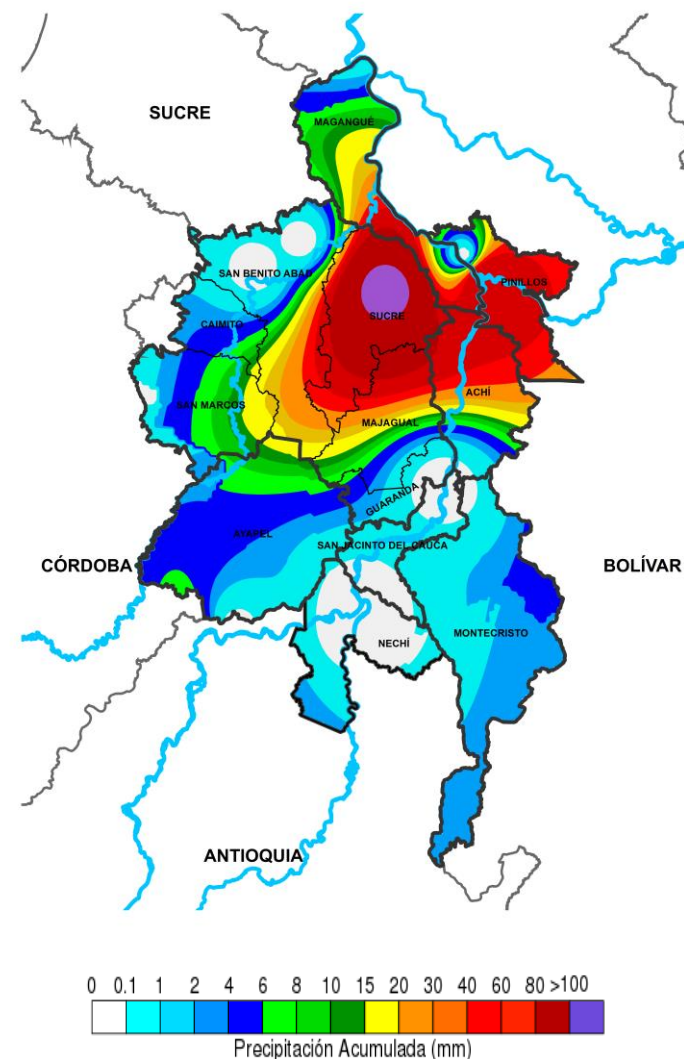 SUCRE
MAGANGUÉ
SAN BENITO ABAD
PINILLOS
SUCRE
CAIMITO
ACHÍ
SAN MARCOS
MAJAGUAL
GUARANDA
AYAPEL
SAN JACINTO DEL CAUCA
CÓRDOBA
BOLÍVAR
MONTECRISTO
NECHÍ
ANTIOQUIA
0 0.1 1 2 4 6 8 10 15 20 30 40 60 80 >100
Precipitación Acumulada (mm)